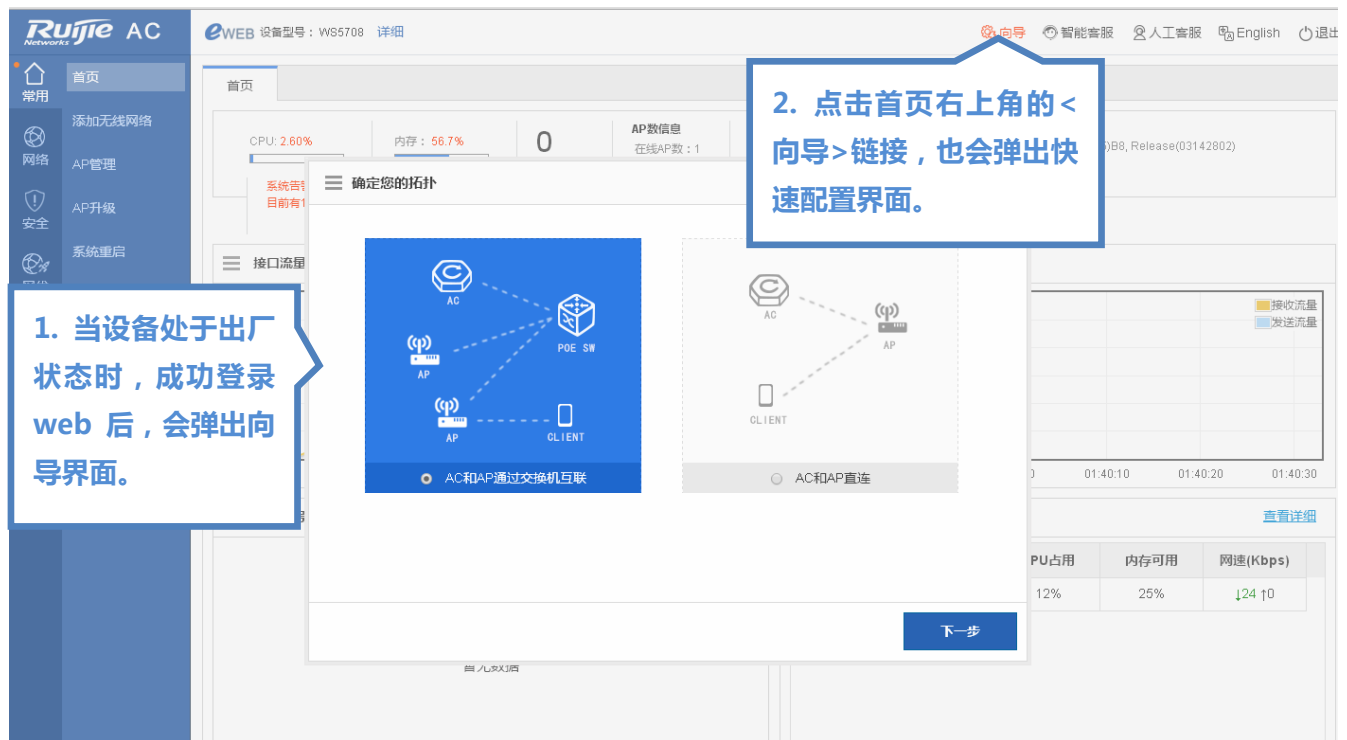 Ruijie AC
Networks
eWEB 设备型号：WS5708 详细
向导 智能客服 人工客服 English 退出
常用
网络
安全
首页
添加无线网络
AP管理
AP升级
系统重启
首页
CPU: 2.60%
内存： 56.7%
0
AP数信息
在线AP数：1
)B8, Release(03142802)
系统告
目前有1
2. 点击首页右上角的<
向导>链接，也会弹出快
速配置界面。
确定您的拓扑
接口流量
1. 当设备处于出厂
状态时，成功登录
web 后，会弹出向
导界面。
AC
POE SW
AP
AP
CLIENT
AC和AP通过交换机互联
AC
AP
CLIENT
AC和AP直连
接收流量
发送流量
01:40:10 01:40:20 01:40:30
查看详细
PU占用 内存可用 网速(Kbps)
12% 25% ↓24 ↑0
下一步
暂无数据